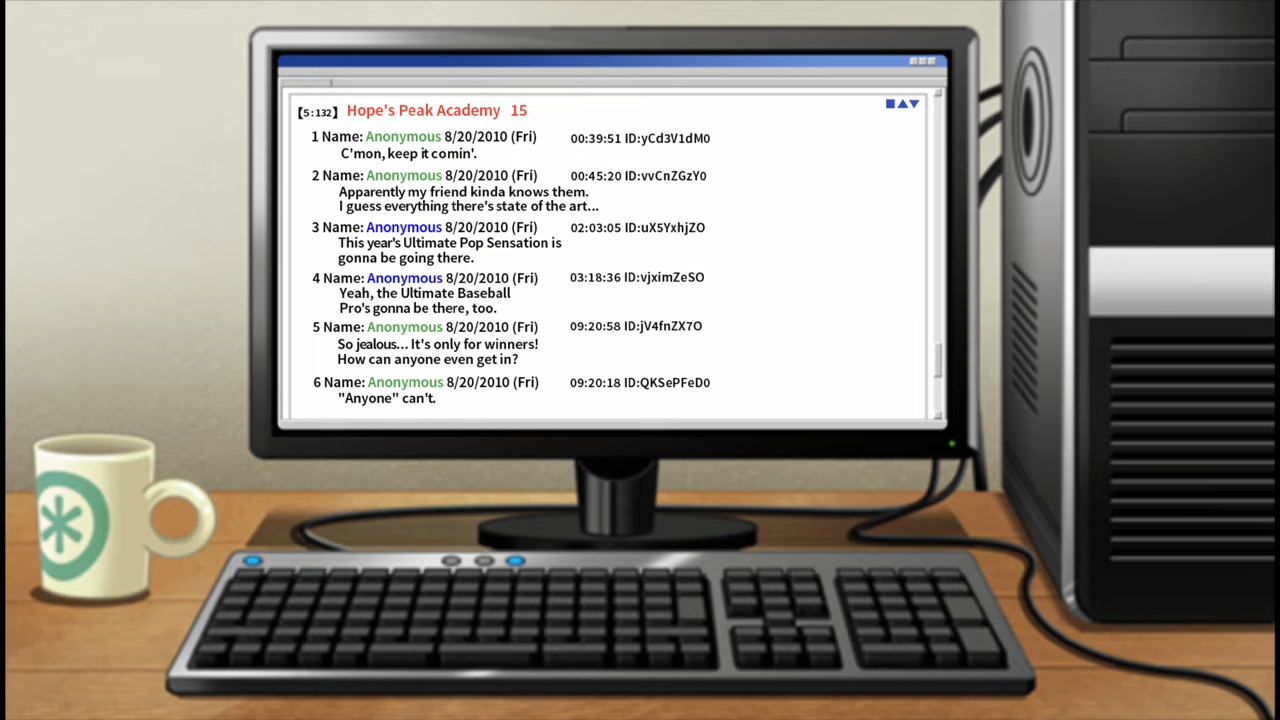 【5:132】 Hope's Peak Academy 15
1 Name: Anonymous 8/20/2010 (Fri) 00:39:51 ID:yCd3V1dM0
C'mon, keep it comin'.
2 Name: Anonymous 8/20/2010 (Fri) 00:45:20 ID:vvCnZGzY0
Apparently my friend kinda knows them.
I guess everything there's state of the art...
3 Name: Anonymous 8/20/2010 (Fri) 02:03:05 ID:uX5YxhjZO
This year's Ultimate Pop Sensation is
gonna be going there.
4 Name: Anonymous 8/20/2010 (Fri) 03:18:36 ID:vjximZeSO
Yeah, the Ultimate Baseball
Pro's gonna be there, too.
5 Name: Anonymous 8/20/2010 (Fri) 09:20:58 ID:jV4fnZX7O
So jealous... It's only for winners!
How can anyone even get in?
6 Name: Anonymous 8/20/2010 (Fri) 09:20:18 ID:QKSePFeD0
"Anyone" can't.